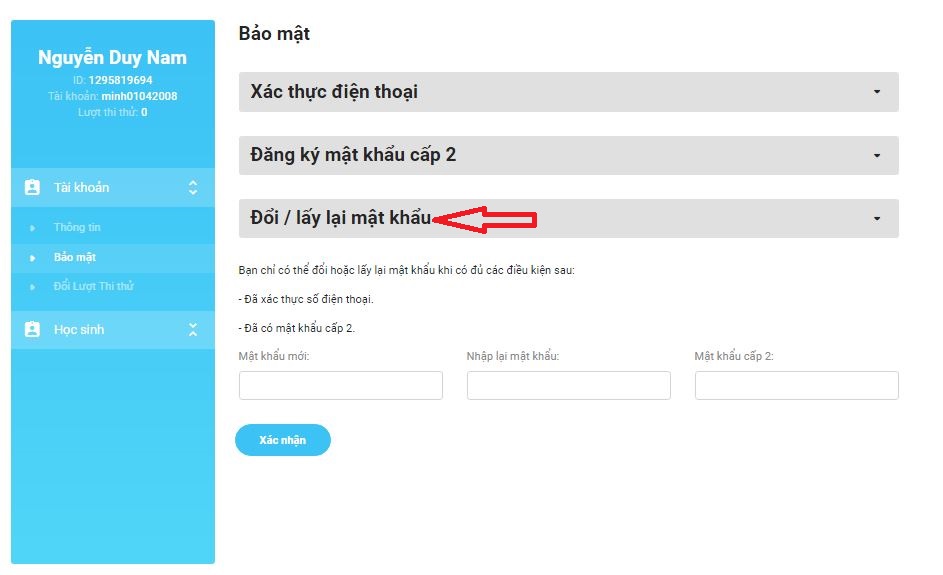 Nguyễn Duy Nam
ID: 1295819694
Tài khoản: minh01042008
Lượt thi thử: 0
Tài khoản
Thông tin
Bảo mật
Đổi Lượt Thi thử
Học sinh
Bảo mật
Xác thực điện thoại
Đăng ký mật khẩu cấp 2
Đổi / lấy lại mật khẩu
Bạn chỉ có thể đổi hoặc lấy lại mật khẩu khi có đủ các điều kiện sau:
- Đã xác thực số điện thoại.
- Đã có mật khẩu cấp 2.
Mật khẩu mới:
Nhập lại mật khẩu:
Mật khẩu cấp 2:
Xác nhận